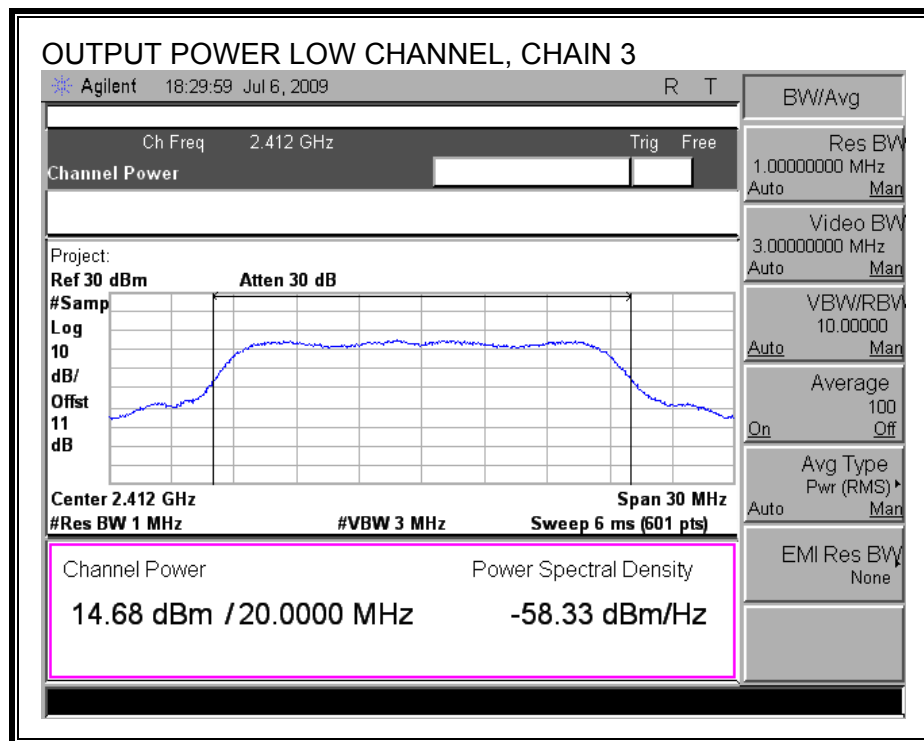 OUTPUT POWER LOW CHANNEL, CHAIN 3
Agilent 18:29:59 Jul 6, 2009 R T
Ch Freq 2.412 GHz Trig Free
Channel Power
Project:
Ref 30 dBm Atten 30 dB
#Samp
Log
10
dB/
Offst
11
dB
Center 2.412 GHz Span 30 MHz
#Res BW 1 MHz #VBW 3 MHz Sweep 6 ms (601 pts)
Channel Power Power Spectral Density
14.68 dBm / 20.0000 MHz -58.33 dBm/Hz
BW/Avg
Res BW
1.00000000 MHz
Auto Man
Video BW
3.00000000 MHz
Auto Man
VBW/RBW
10.00000
Auto Man
Average
100
On Off
Avg Type
Pwr (RMS)
Auto Man
EMI Res BW
None